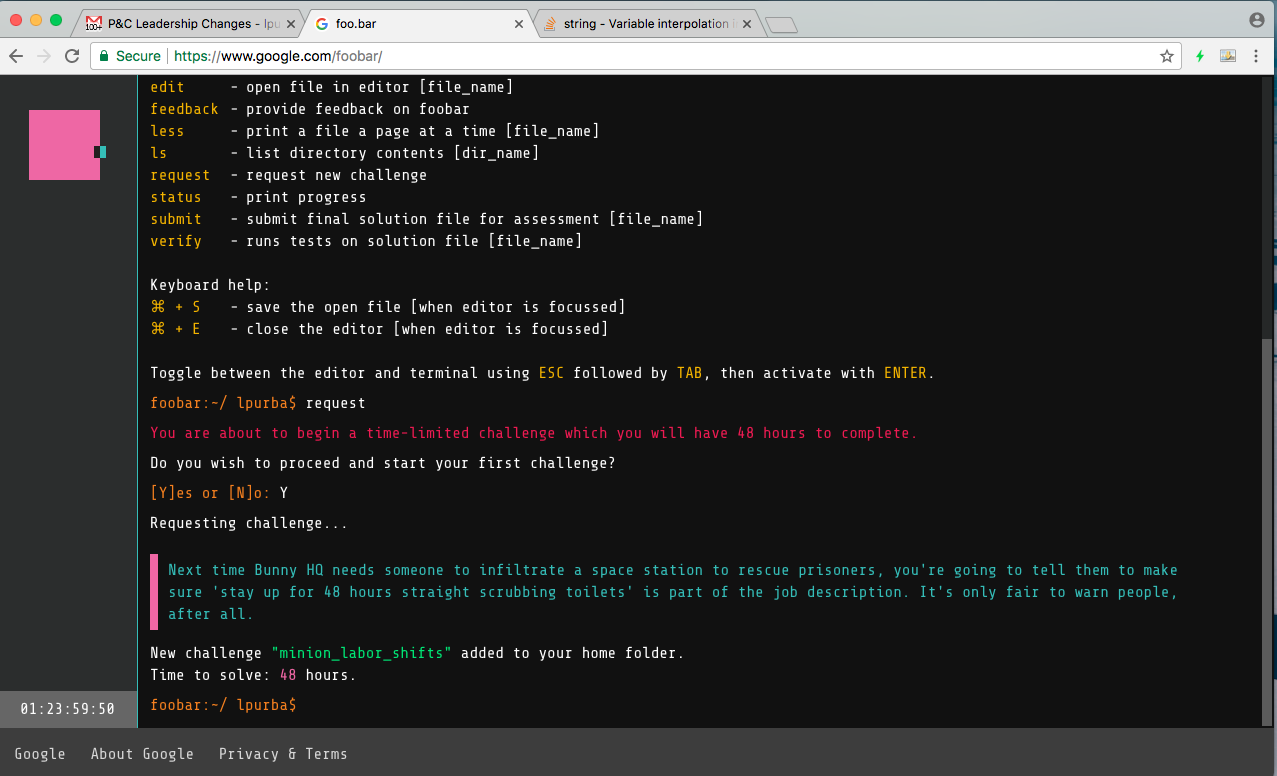 100+ P&C Leadership Changes - lpu
foo.bar
string - Variable interpolation i
Secure https://www.google.com/foobar/
edit - open file in editor [file_name]
feedback - provide feedback on foobar
less - print a file a page at a time [file_name]
ls - list directory contents [dir_name]
request - request new challenge
status - print progress
submit - submit final solution file for assessment [file_name]
verify - runs tests on solution file [file_name]
Keyboard help:
⌘ + S - save the open file [when editor is focussed]
⌘ + E - close the editor [when editor is focussed]
Toggle between the editor and terminal using ESC followed by TAB, then activate with ENTER.
foobar:~/ lpurba$ request
You are about to begin a time-limited challenge which you will have 48 hours to complete.
Do you wish to proceed and start your first challenge?
[Y]es or [N]o: Y
Requesting challenge...
Next time Bunny HQ needs someone to infiltrate a space station to rescue prisoners, you're going to tell them to make
sure 'stay up for 48 hours straight scrubbing toilets' is part of the job description. It's only fair to warn people,
after all.
New challenge "minion_labor_shifts" added to your home folder.
Time to solve: 48 hours.
foobar:~/ lpurba$
01:23:59:50
Google About Google Privacy & Terms